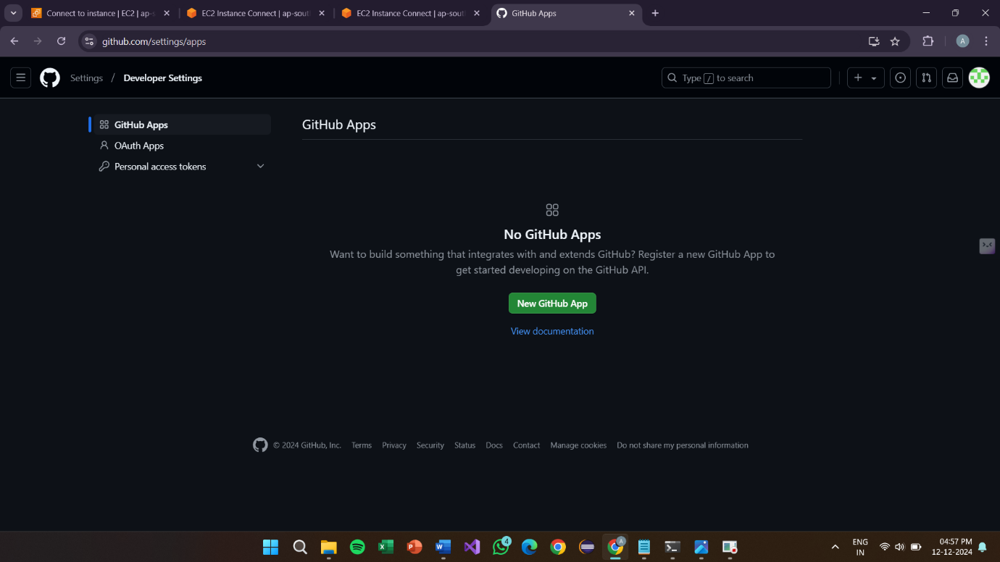 Connect to instance | EC2 | ap-s
EC2 Instance Connect | ap-sout
EC2 Instance Connect | ap-sout
GitHub Apps
github.com/settings/apps
A
Settings / Developer Settings
Type / to search
GitHub Apps
OAuth Apps
Personal access tokens
GitHub Apps
No GitHub Apps
Want to build something that integrates with and extends GitHub? Register a new GitHub App to
get started developing on the GitHub API.
New GitHub App
View documentation
© 2024 GitHub, Inc. Terms Privacy Security Status Docs Contact Manage cookies Do not share my personal information
4
A
ENG
IN
04:57 PM
12-12-2024